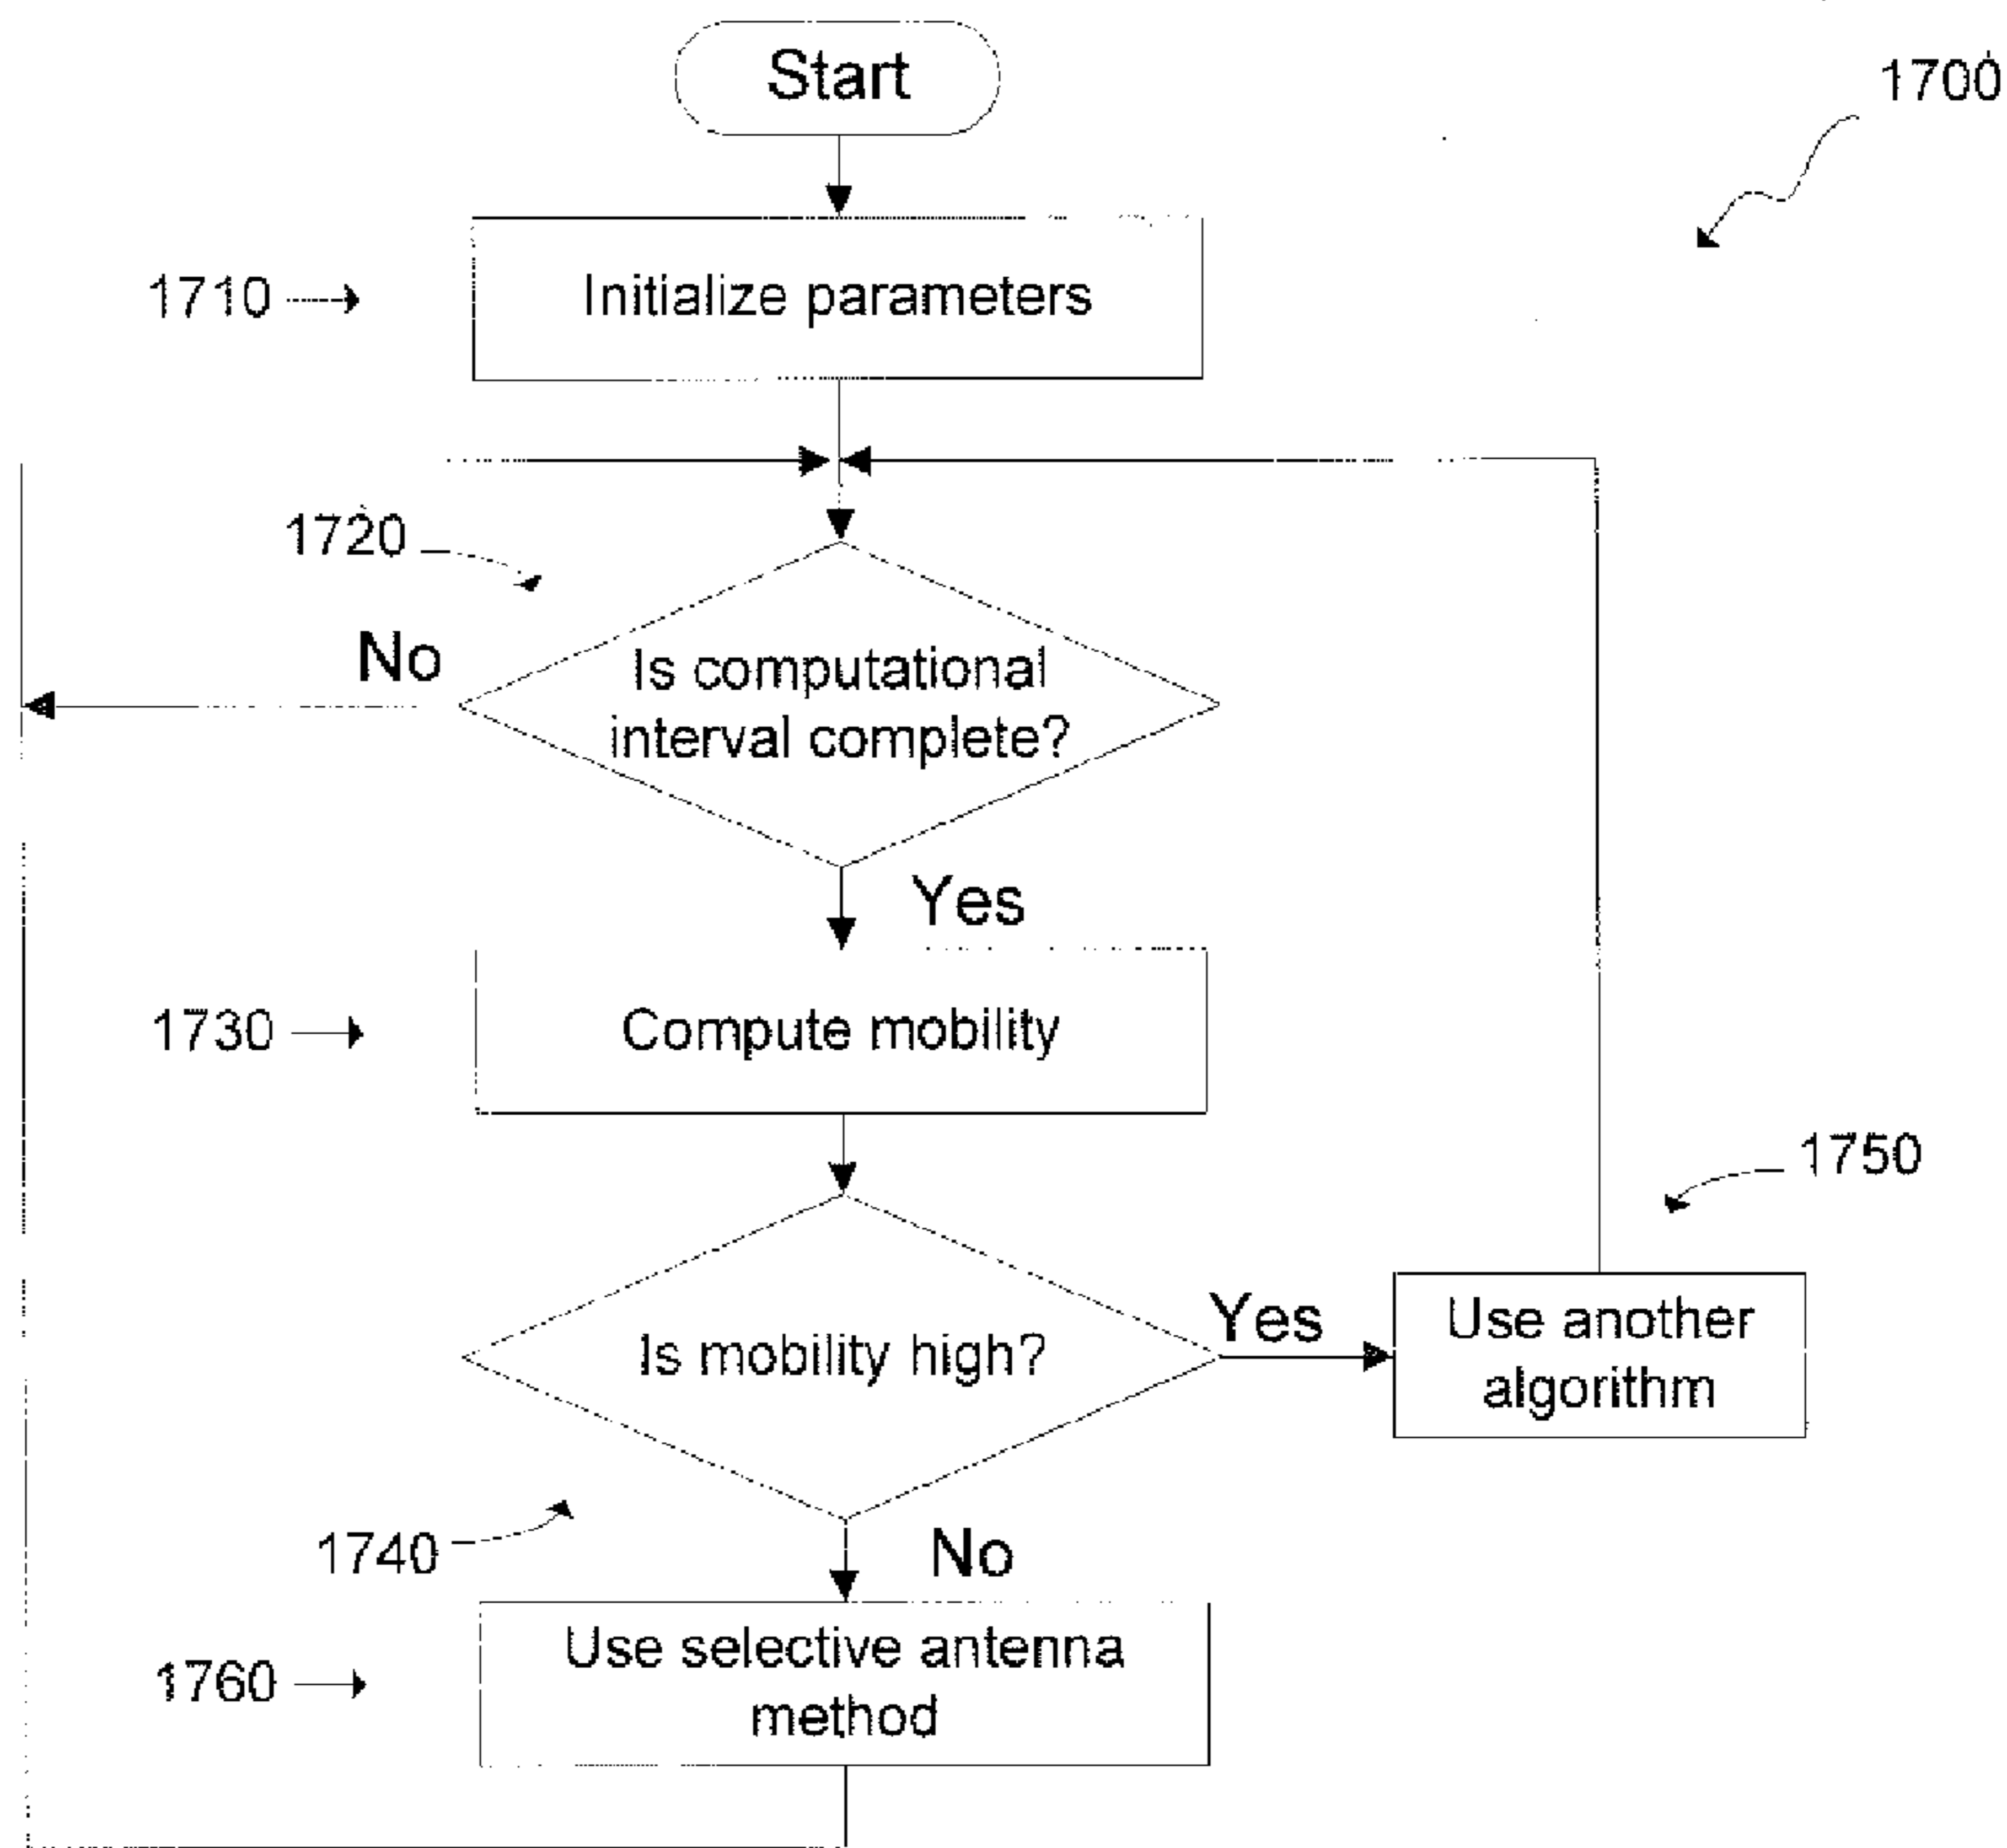 Start
1700
1710
Initialize parameters
1720
No
Is computational
interval complete?
Yes
1730
Compute mobility
1750
Yes
Use another
algorithm
Is mobility high?
1740
No
1760
Use selective antenna
method